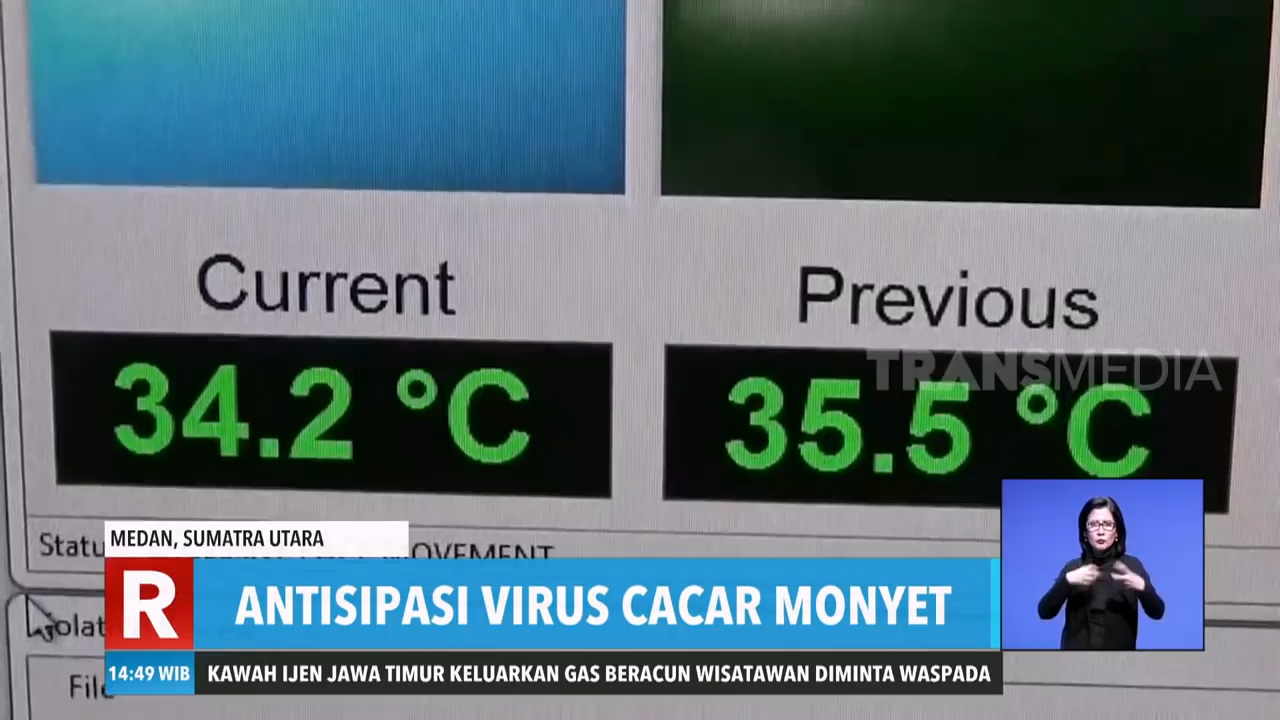 Current
Previous
34.2 °C
35.5 °C
TRANSMEDIA
MEDAN, SUMATRA UTARA
R
ANTISIPASI VIRUS CACAR MONYET
14:49 WIB
KAWAH IJEN JAWA TIMUR KELUARKAN GAS BERACUN WISATAWAN DIMINTA WASPADA